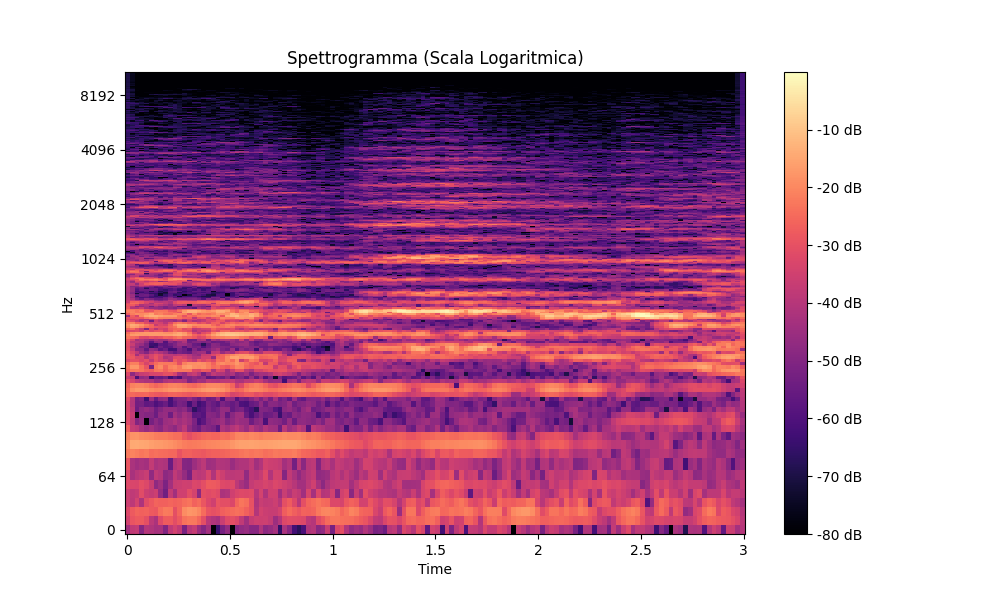 Spettrogramma (Scala Logaritmica)
8192
4096
2048
1024
512
256
128
64
0
Hz
0
0.5
1
1.5
2
2.5
3
Time
-10 dB
-20 dB
-30 dB
-40 dB
-50 dB
-60 dB
-70 dB
-80 dB